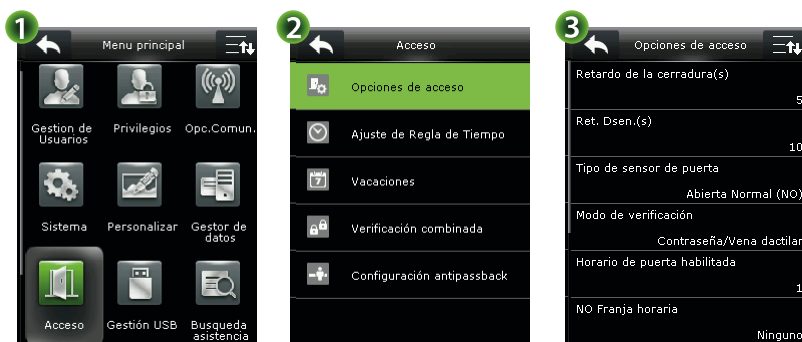 1
Menu principal
Gestion de
Usuarios
Privilegios
Opc.Comun.
Sistema
Personalizar
Gestor de
datos
Acceso
Gestión USB
Busqueda
asistencia
2
Acceso
Opciones de acceso
Ajuste de Regla de Tiempo
7
Vacaciones
Verificación combinada
Configuración antipassback
3
Opciones de acceso
Retardo de la cerradura(s)
5
Ret. Dsen.(s)
10
Tipo de sensor de puerta
Abierta Normal (NO)
Modo de verificación
Contraseña/Vena dactilar
Horario de puerta habilitada
1
NO Franja horaria
Ninguno